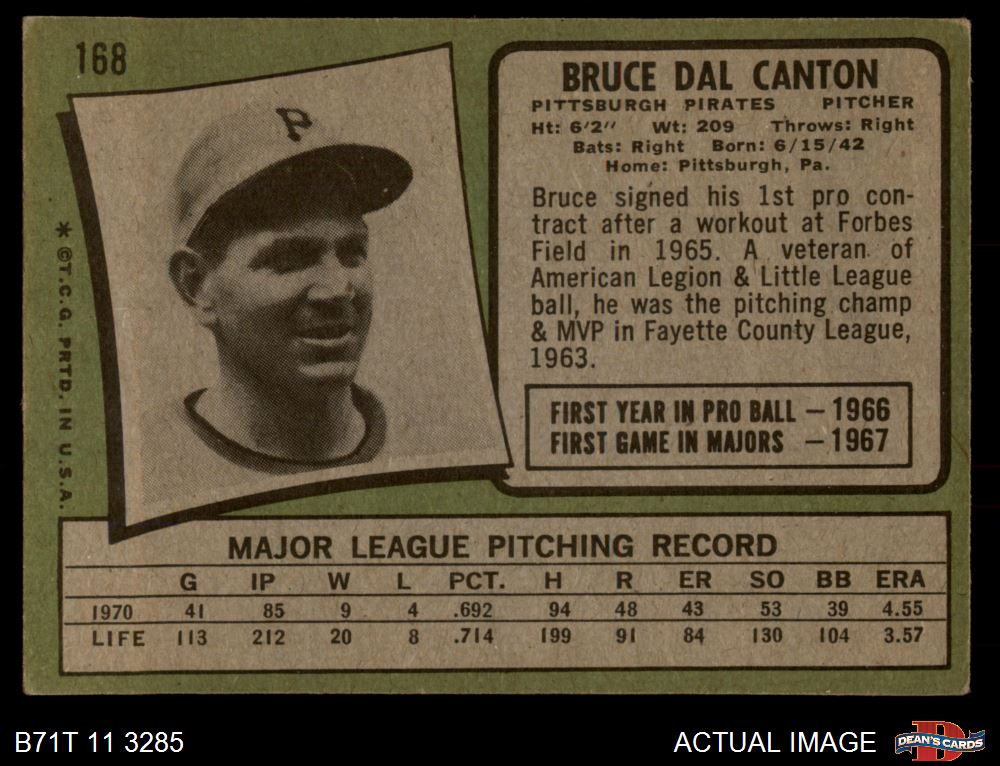 168
P
* ©T.C.G. PRTD. IN U.S.A.
BRUCE DAL CANTON
PITTSBURGH PIRATES PITCHER
Ht: 6'2" Wt: 209 Throws: Right
Bats: Right Born: 6/15/42
Home: Pittsburgh, Pa.
Bruce signed his 1st pro con-
tract after a workout at Forbes
Field in 1965. A veteran of
American Legion & Little League
ball, he was the pitching champ
& MVP in Fayette County League,
1963.
FIRST YEAR IN PRO BALL – 1966
FIRST GAME IN MAJORS – 1967
MAJOR LEAGUE PITCHING RECORD
G IP W L PCT. H R ER SO BB ERA
1970 41 85 9 4 .692 94 48 43 53 39 4.55
LIFE 113 212 20 8 .714 199 91 84 130 104 3.57
B71T 11 3285
ACTUAL IMAGE
D
DEAN'S CARDS